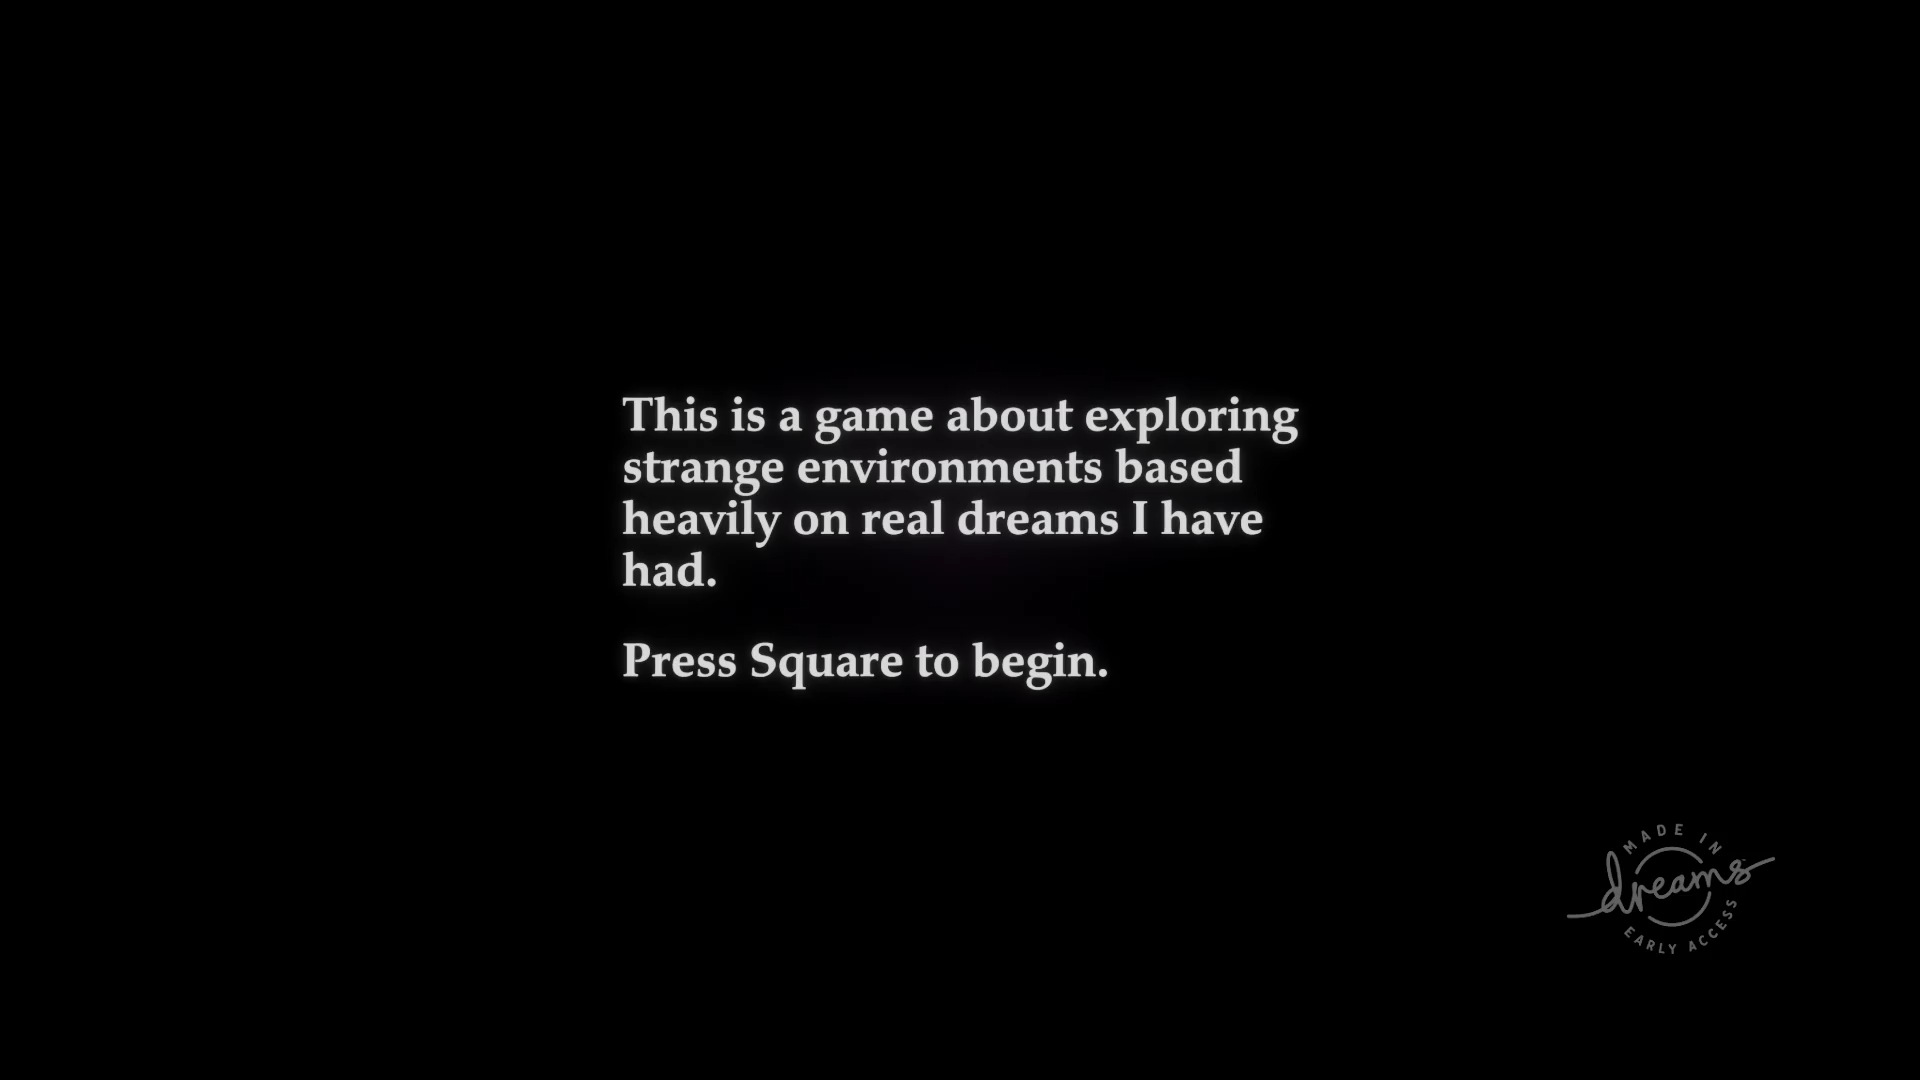 This is a game about exploring
strange environments based
heavily on real dreams I have
had.
Press Square to begin.
MADE IN
dreams
EARLY ACCESS